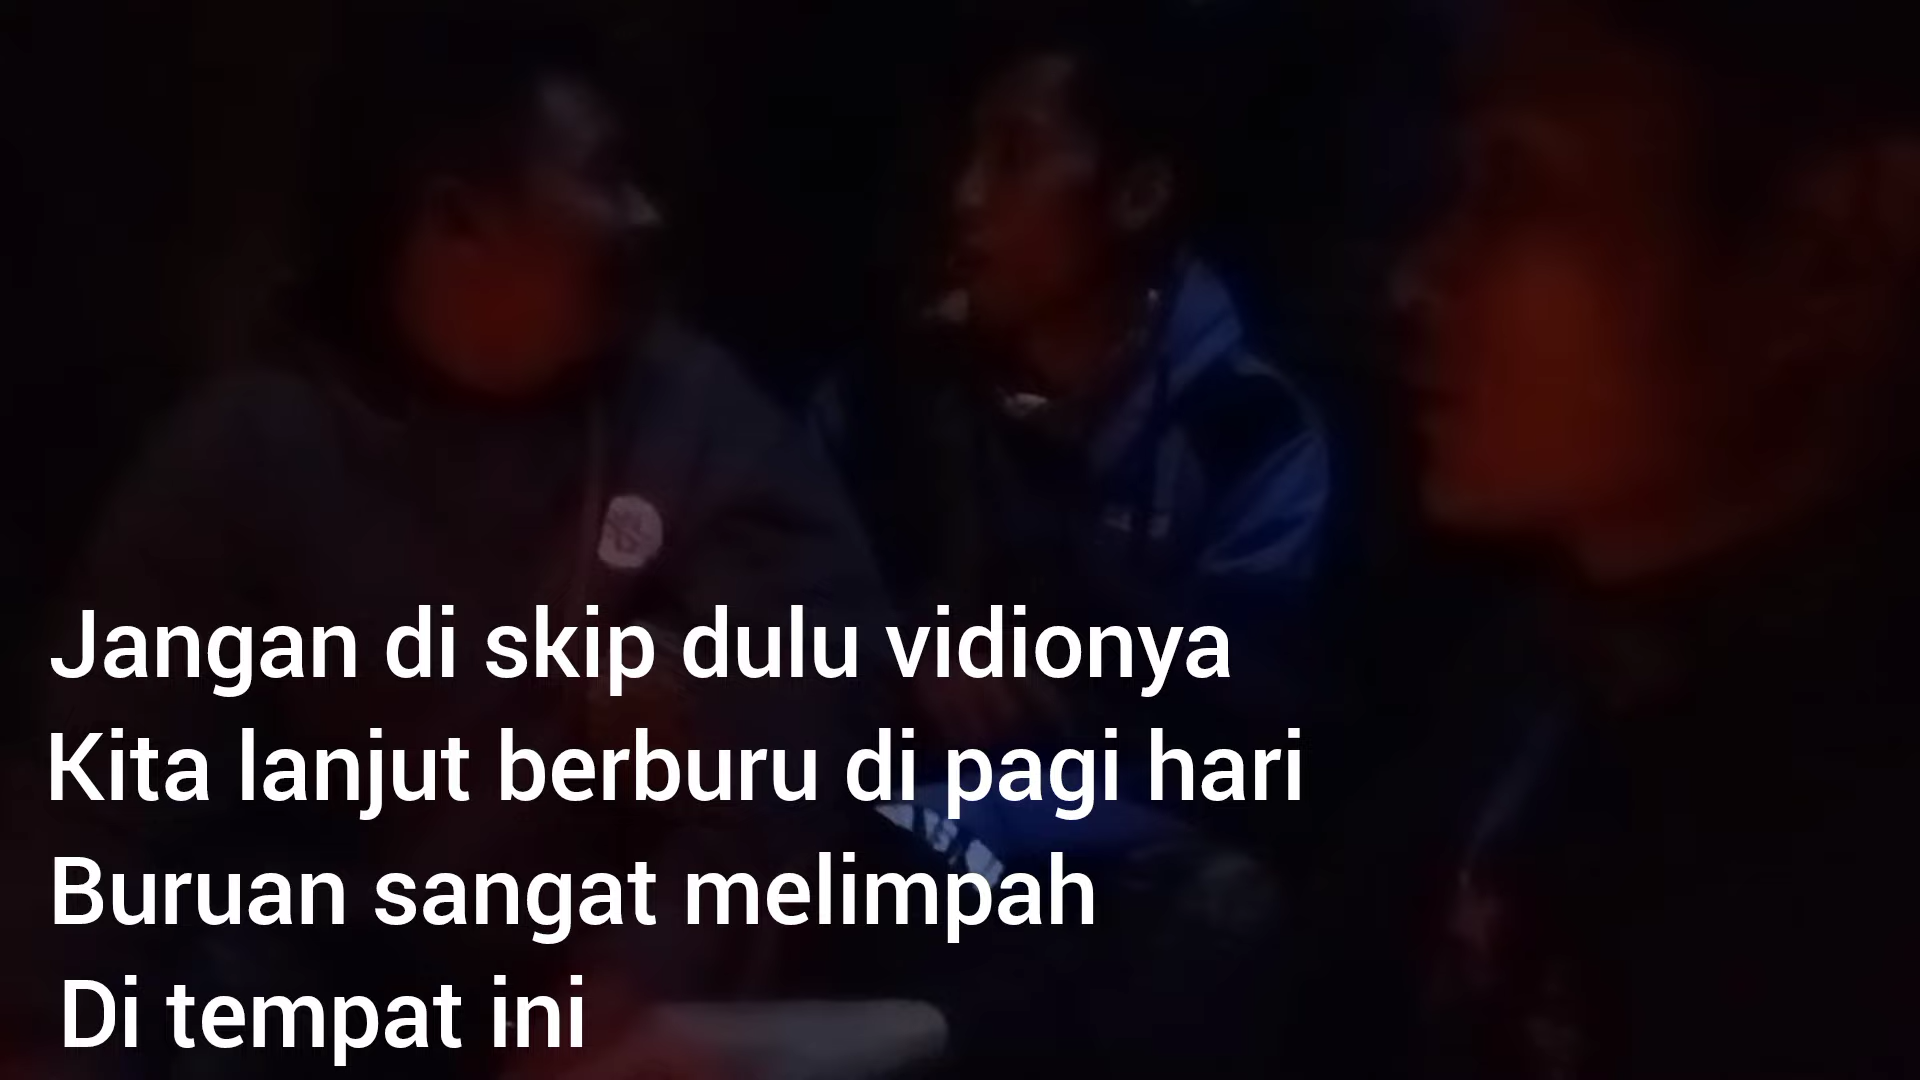 Jangan di skip dulu vidionya
Kita lanjut berburu di pagi hari
Buruan sangat melimpah
Di tempat ini